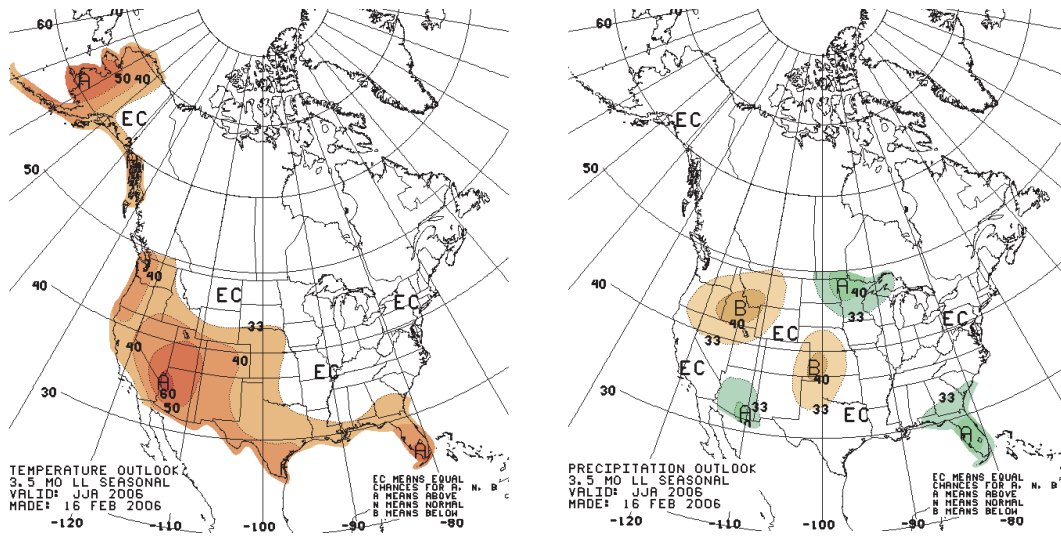 60
70
50
40
30
A
50 40
EC
3
A
40
EC
33
EC
40
40
EC
A
60
50
A
TEMPERATURE OUTLOOK
3.5 MO LL SEASONAL
VALID: JJA 2006
MADE: 16 FEB 2006
EC MEANS EQUAL
CHANCES FOR A, N, B
A MEANS ABOVE
N MEANS NORMAL
B MEANS BELOW
-120
-110
-100
-90
-80
60
70
50
40
30
EC
A
40
B
40
33
33
EC
EC
EC
B
40
33
33
A
33
EC
A
PRECIPITATION OUTLOOK
3.5 MO LL SEASONAL
VALID: JJA 2006
MADE: 16 FEB 2006
EC MEANS EQUAL
CHANCES FOR A, N, B
A MEANS ABOVE
N MEANS NORMAL
B MEANS BELOW
-120
-110
-100
-90
-80